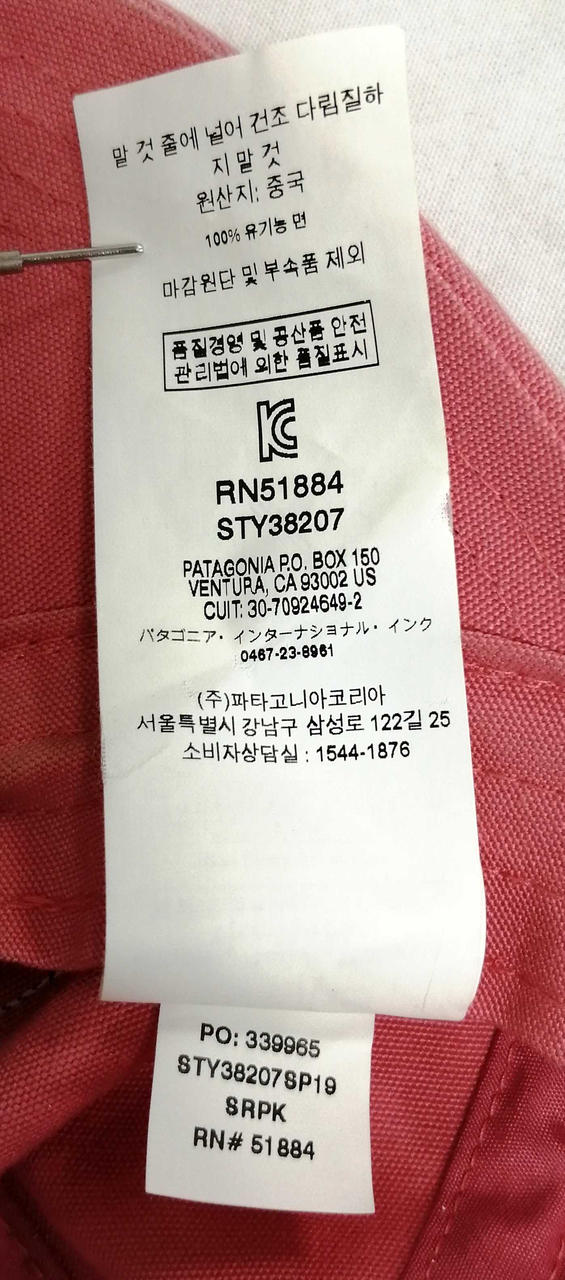 말 것 줄에 널어 건조 다림질하
지 말 것
원산지: 중국
100% 유기능 면
마감원단 및 부속품 제외
품질경영 및 공산품 안전
관리법에 의한 품질표시
KC
RN51884
STY38207
PATAGONIA P.O. BOX 150
VENTURA, CA 93002 US
CUIT: 30-70924649-2
パタゴニア・インターナショナル・インク
0467-23-8961
(주)파타고니아코리아
서울특별시 강남구 삼성로 122길 25
소비자상담실 : 1544-1876
PO: 339965
STY38207SP19
SRPK
RN# 51884